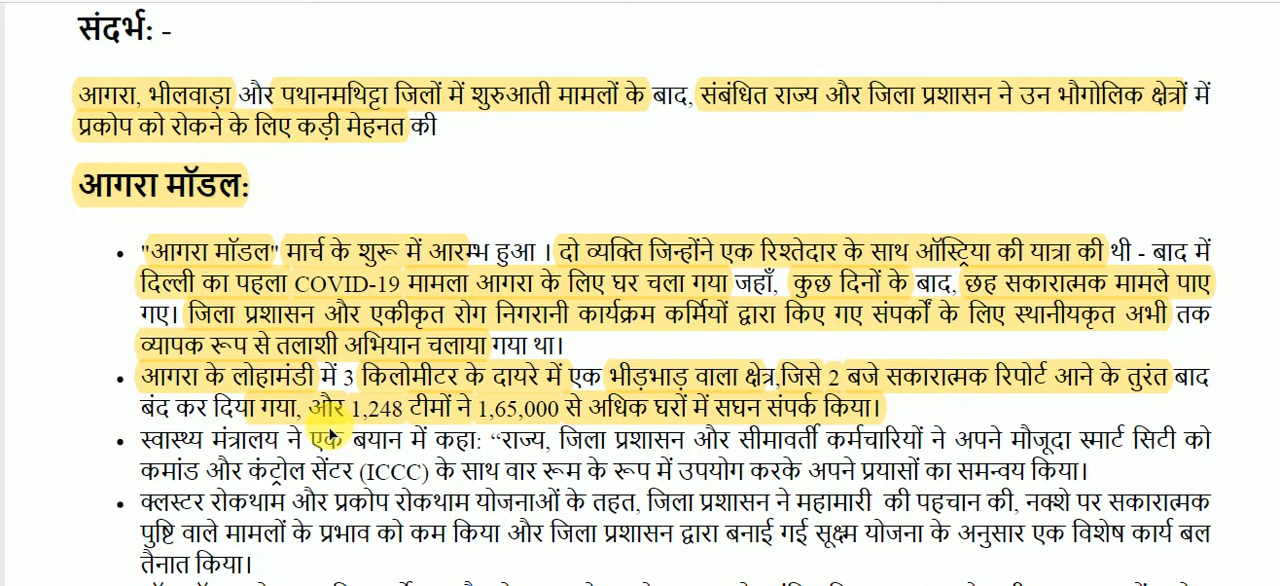 संदर्भ: -
आगरा, भीलवाड़ा और पथानमथिट्टा जिलों में शुरुआती मामलों के बाद, संबंधित राज्य और जिला प्रशासन ने उन भौगोलिक क्षेत्रों में
प्रकोप को रोकने के लिए कड़ी मेहनत की
आगरा मॉडल:
• "आगरा मॉडल" मार्च के शुरू में आरम्भ हुआ । दो व्यक्ति जिन्होंने एक रिश्तेदार के साथ ऑस्ट्रिया की यात्रा की थी - बाद में
दिल्ली का पहला COVID-19 मामला आगरा के लिए घर चला गया जहाँ, कुछ दिनों के बाद, छह सकारात्मक मामले पाए
गए। जिला प्रशासन और एकीकृत रोग निगरानी कार्यक्रम कर्मियों द्वारा किए गए संपर्कों के लिए स्थानीयकृत अभी तक
व्यापक रूप से तलाशी अभियान चलाया गया था।
• आगरा के लोहामंडी में 3 किलोमीटर के दायरे में एक भीड़भाड़ वाला क्षेत्र,जिसे 2 बजे सकारात्मक रिपोर्ट आने के तुरंत बाद
बंद कर दिया गया, और 1,248 टीमों ने 1,65,000 से अधिक घरों में सघन संपर्क किया।
• स्वास्थ्य मंत्रालय ने एक बयान में कहा: “राज्य, जिला प्रशासन और सीमावर्ती कर्मचारियों ने अपने मौजूदा स्मार्ट सिटी को
कमांड और कंट्रोल सेंटर (ICCC) के साथ वार रूम के रूप में उपयोग करके अपने प्रयासों का समन्वय किया।
• क्लस्टर रोकथाम और प्रकोप रोकथाम योजनाओं के तहत, जिला प्रशासन ने महामारी की पहचान की, नक्शे पर सकारात्मक
पुष्टि वाले मामलों के प्रभाव को कम किया और जिला प्रशासन द्वारा बनाई गई सूक्ष्म योजना के अनुसार एक विशेष कार्य बल
तैनात किया।